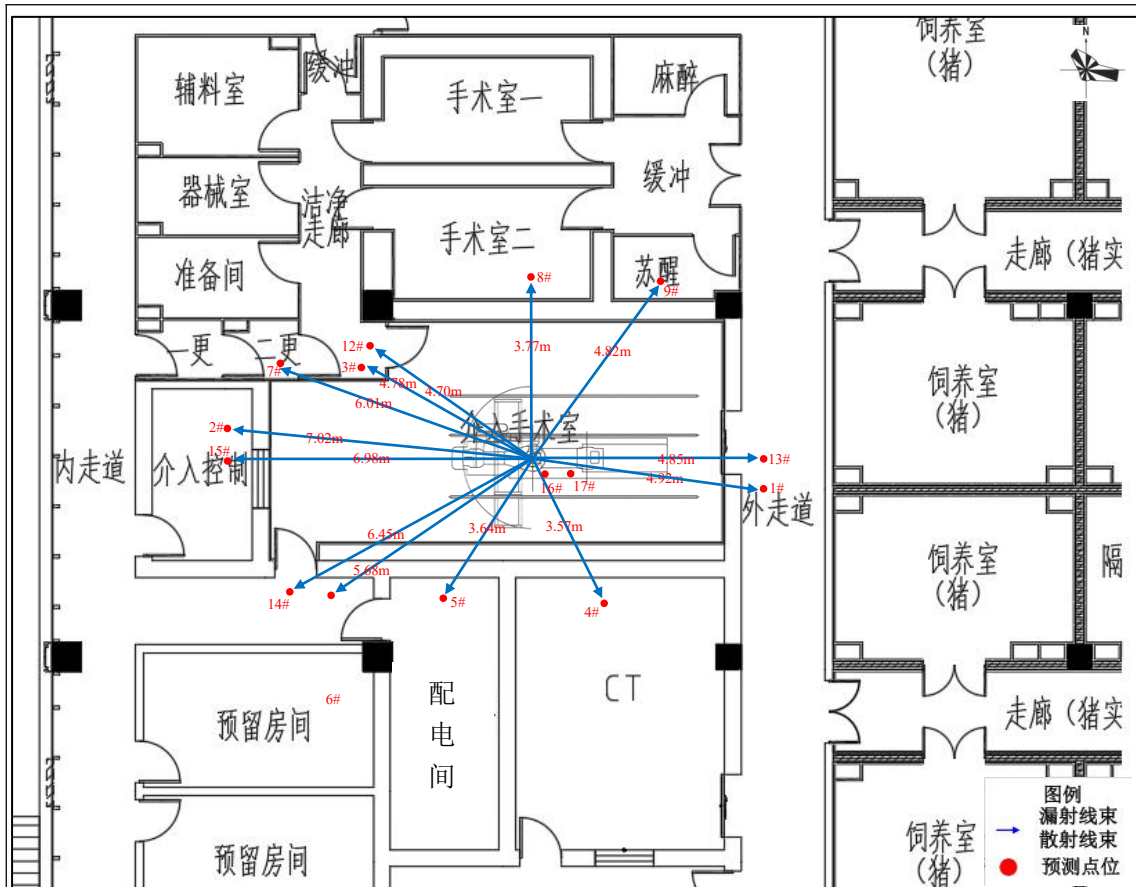 饲养室
（猪）
N
缓冲
辅料室
手术室一
麻醉
器械室
缓冲
洁净
走廊
手术室二
准备间
苏醒
走廊（猪实
8#
9#
一更
二更
12#
3#
7#
3.77m
4.82m
4.78m
4.70m
6.01m
饲养室
（猪）
2#
7.02m
介入手术室
15#
内走道
介入控制
6.98m
4.85m
13#
4.92m
1#
16#
17#
外走道
6.45m
3.64m
3.57m
饲养室
（猪）
隔
5.68m
14#
5#
4#
6#
预留房间
配
电
间
CT
走廊（猪实
预留房间
饲养室
（猪）
图例
漏射线束
散射线束
预测点位